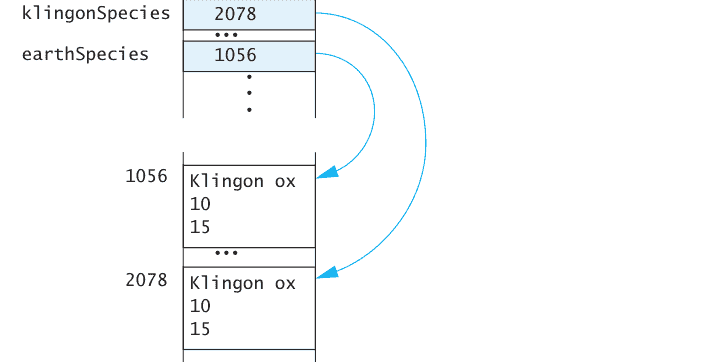 klingonSpecies 2078
•••
earthSpecies 1056
1056 Klingon ox
10
15
•••
2078 Klingon ox
10
15